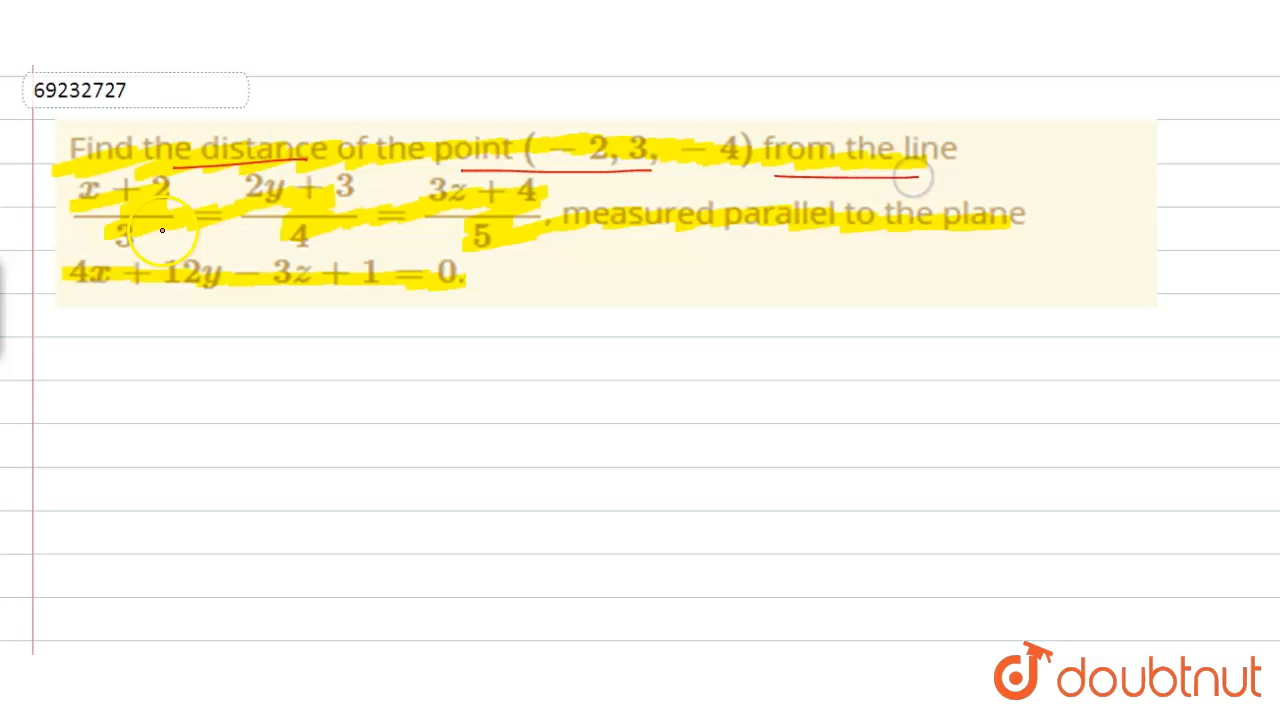 69232727
Find the distance of the point (−2, 3, −4) from the line
(x + 2)/3 = (2y + 3)/4 = (3z + 4)/5, measured parallel to the plane
4x + 12y − 3z + 1 = 0.
doubtnut